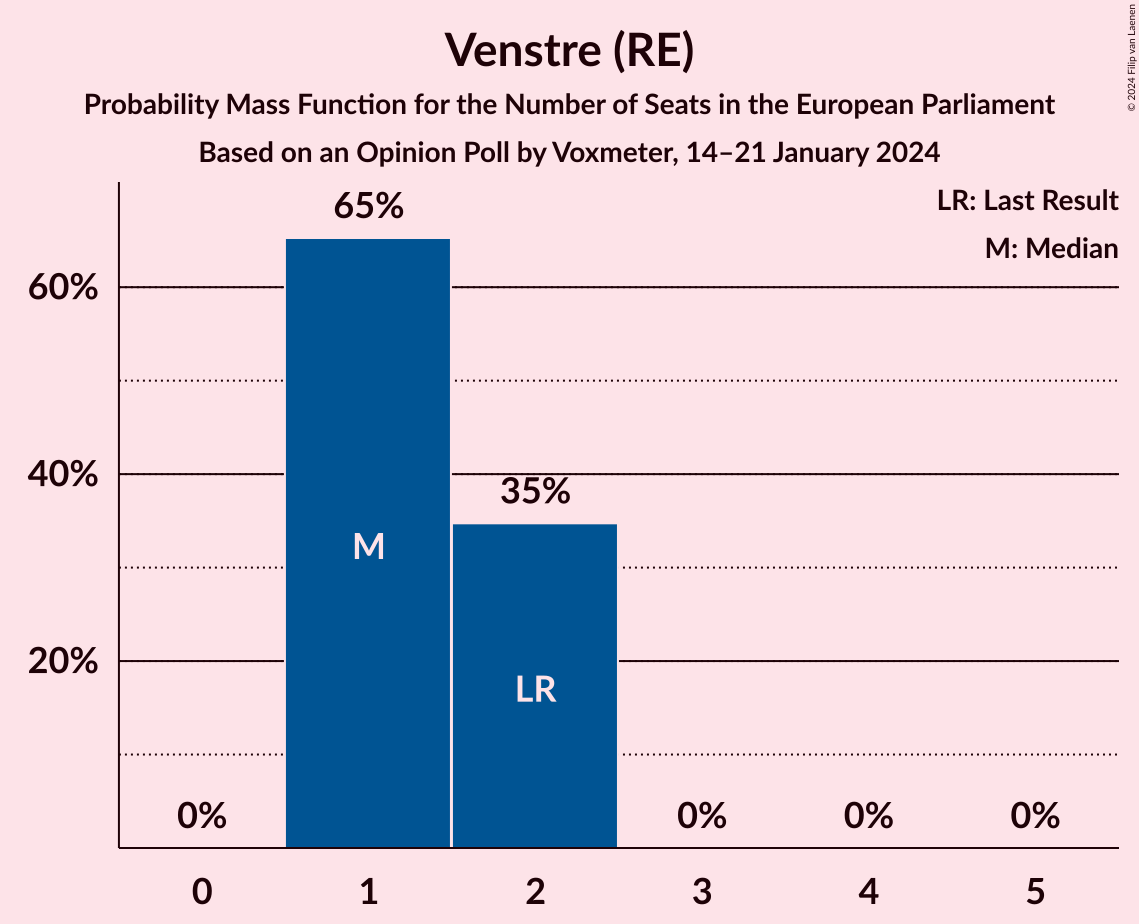 Venstre (RE)
Probability Mass Function for the Number of Seats in the European Parliament
Based on an Opinion Poll by Voxmeter, 14–21 January 2024
© 2024 Filip van Laenen
LR: Last Result
M: Median
65%
60%
40%
35%
M
20%
LR
0%
0%
0%
0%
0 1 2 3 4 5